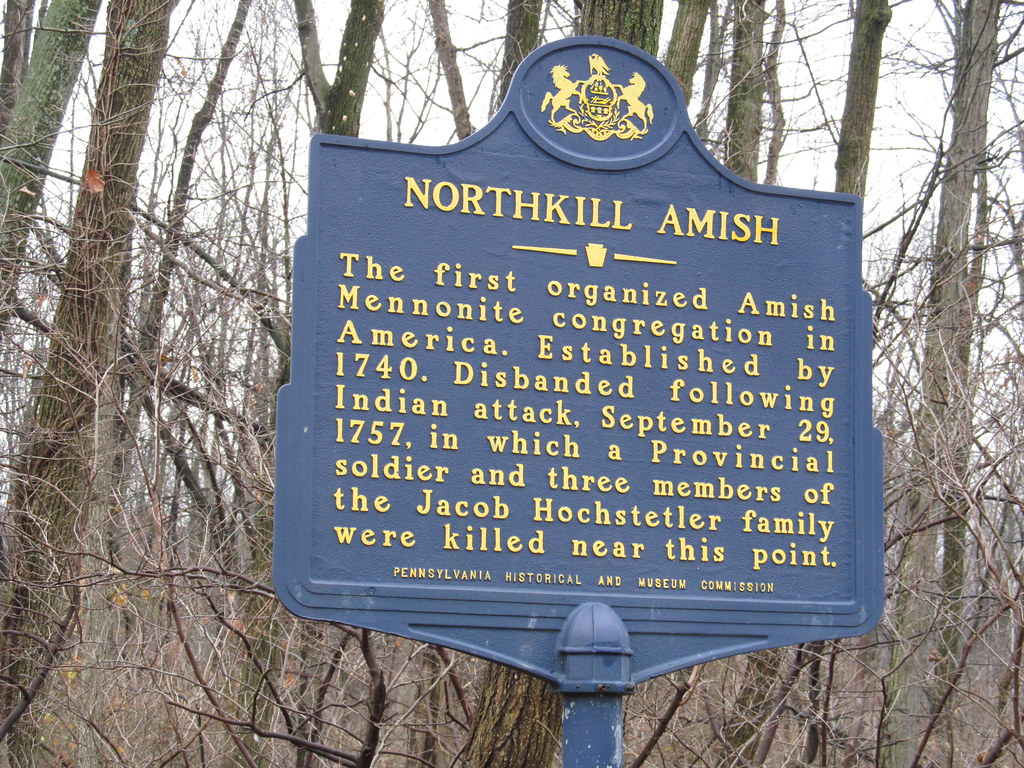 NORTHKILL AMISH
The first organized Amish
Mennonite congregation in
America. Established by
1740. Disbanded following
Indian attack, September 29,
1757, in which a Provincial
soldier and three members of
the Jacob Hochstetler family
were killed near this point.
PENNSYLVANIA HISTORICAL AND MUSEUM COMMISSION